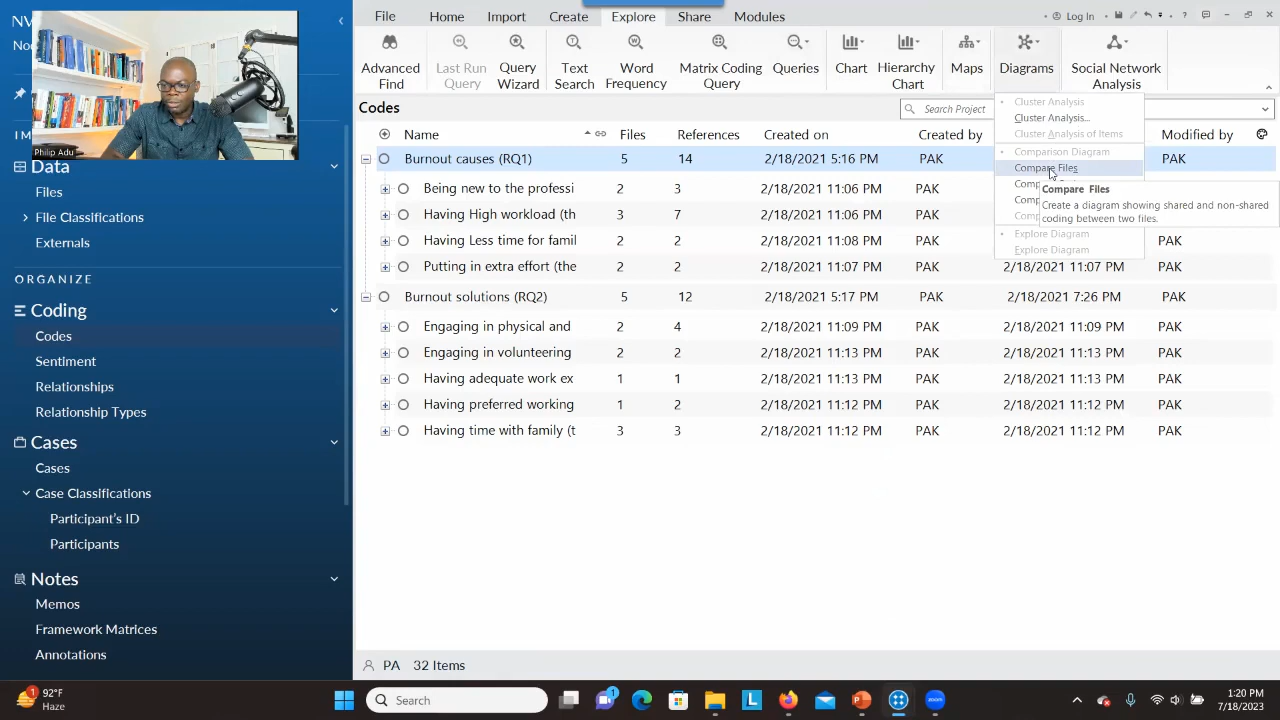 NV
File Home Import Create Explore Share Modules
Log In
Advanced Find
Last Run Query
Query Wizard
Text Search
Word Frequency
Matrix Coding Query
Queries
Chart
Hierarchy Chart
Maps
Diagrams
Social Network Analysis
Philip Adu
Data
Files
File Classifications
Externals
ORGANIZE
Coding
Codes
Sentiment
Relationships
Relationship Types
Cases
Cases
Case Classifications
Participant's ID
Participants
Notes
Memos
Framework Matrices
Annotations
Codes
Search Project
Name Files References Created on Created by Modified by
Burnout causes (RQ1) 5 14 2/18/2021 5:16 PM PAK PAK
Being new to the professi 2 3 2/18/2021 11:06 PM PAK
Having High workload (th 3 7 2/18/2021 11:06 PM PAK
Having Less time for famil 2 2 2/18/2021 11:08 PM PAK PAK
Putting in extra effort (the 2 2 2/18/2021 11:07 PM PAK 2/18/2021 11:07 PM PAK
Burnout solutions (RQ2) 5 12 2/18/2021 5:17 PM PAK 2/18/2021 7:26 PM PAK
Engaging in physical and 2 4 2/18/2021 11:09 PM PAK 2/18/2021 11:09 PM PAK
Engaging in volunteering 2 2 2/18/2021 11:13 PM PAK 2/18/2021 11:13 PM PAK
Having adequate work ex 1 1 2/18/2021 11:13 PM PAK 2/18/2021 11:13 PM PAK
Having preferred working 1 2 2/18/2021 11:12 PM PAK 2/18/2021 11:12 PM PAK
Having time with family (t 3 3 2/18/2021 11:12 PM PAK 2/18/2021 11:12 PM PAK
Cluster Analysis
Cluster Analysis...
Cluster Analysis of Items
Comparison Diagram
Compare Files
Compare Files
Create a diagram showing shared and non-shared
coding between two files.
Explore Diagram
Explore Diagram
PA 32 Items
1
92°F
Haze
Search
1
L
P
zoom
1:20 PM
7/18/2023